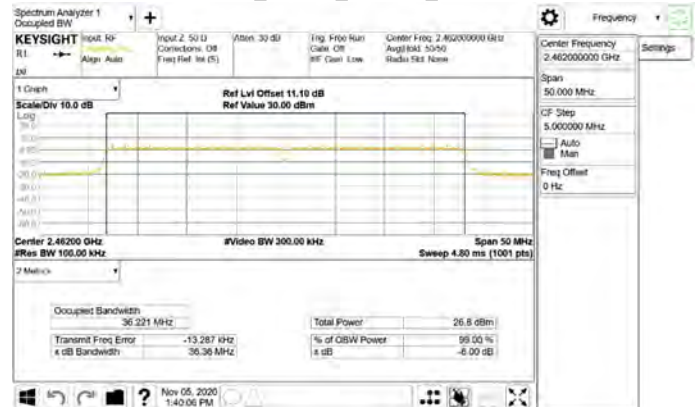 Spectrum Analyzer 1
Occupied BW
Frequency
KEYSIGHT
Input: RF
Input Z: 50 Ω
Atten: 30 dB
Trig: Free Run
Center Freq: 2.462000000 GHz
Corrections: Off
Gate: Off
Avg|Hold: 50/50
Align: Auto
Freq Ref: Int (S)
#IF Gain: Low
Radio Std: None
Center Frequency
2.462000000 GHz
Settings
Span
50.000 MHz
CF Step
5.000000 MHz
Auto
Man
Freq Offset
0 Hz
1 Graph
Ref Lvl Offset 11.10 dB
Scale/Div 10.0 dB
Ref Value 30.00 dBm
Log
Center 2.46200 GHz
#Video BW 300.00 kHz
Span 50 MHz
#Res BW 100.00 kHz
Sweep 4.80 ms (1001 pts)
2 Metrics
Occupied Bandwidth
36.221 MHz
Total Power
26.8 dBm
Transmit Freq Error
-13.287 kHz
% of OBW Power
99.00 %
x dB Bandwidth
36.36 MHz
x dB
-6.00 dB
?
Nov 05, 2020
1:40:06 PM